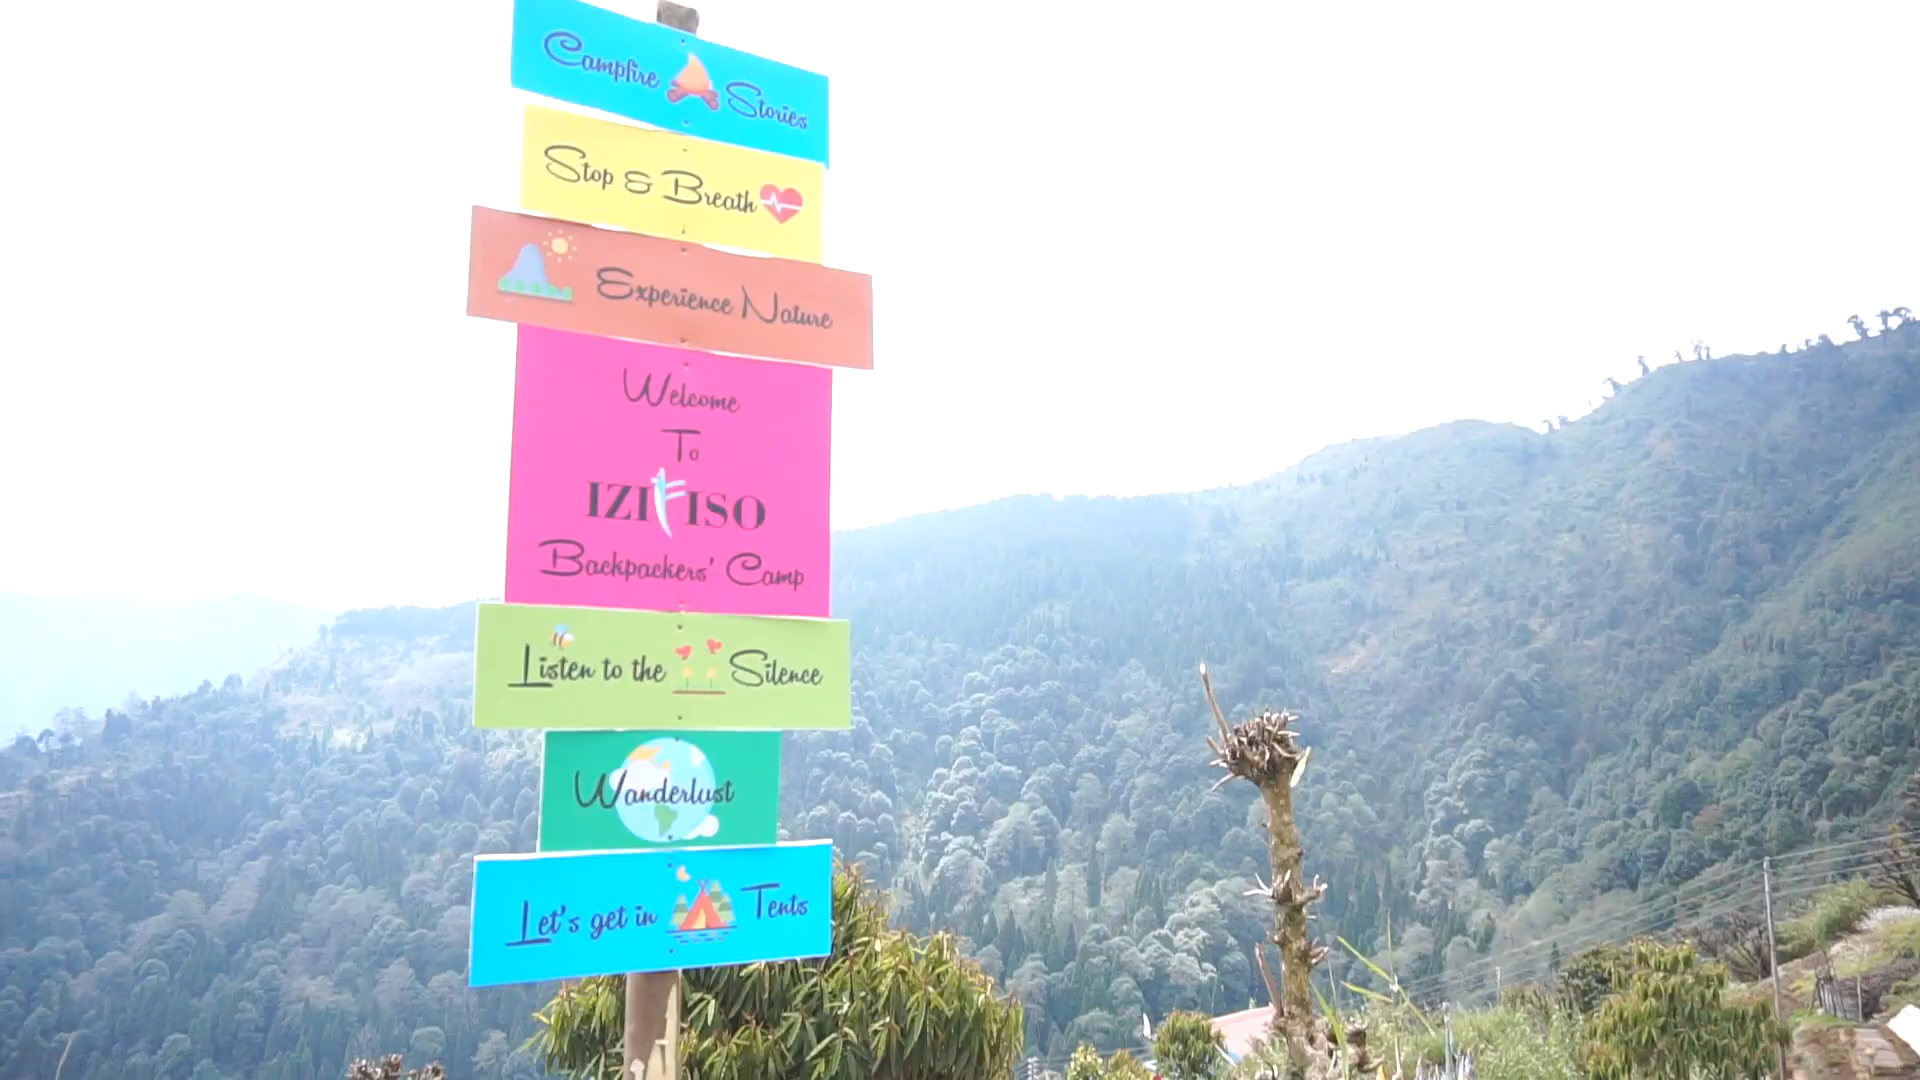 Campfire Stories
Stop & Breath
Experience Nature
Welcome
To
IZIFISO
Backpackers' Camp
Listen to the Silence
Wanderlust
Let's get in Tents